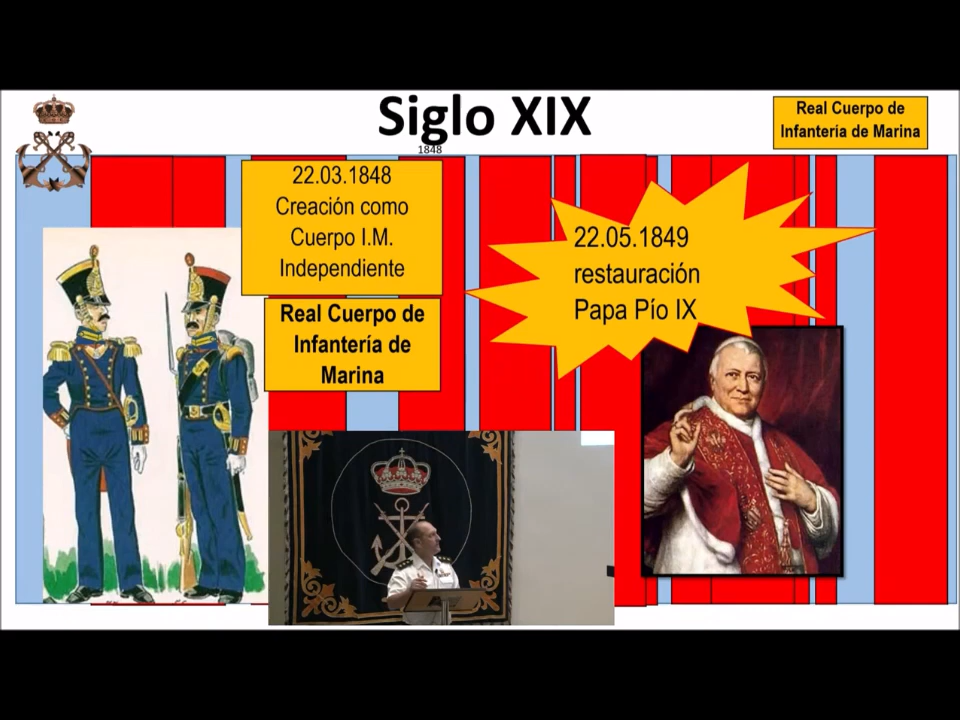 Siglo XIX
1848
Real Cuerpo de
Infantería de Marina
22.03.1848
Creación como
Cuerpo I.M.
Independiente
Real Cuerpo de
Infantería de
Marina
22.05.1849
restauración
Papa Pío IX